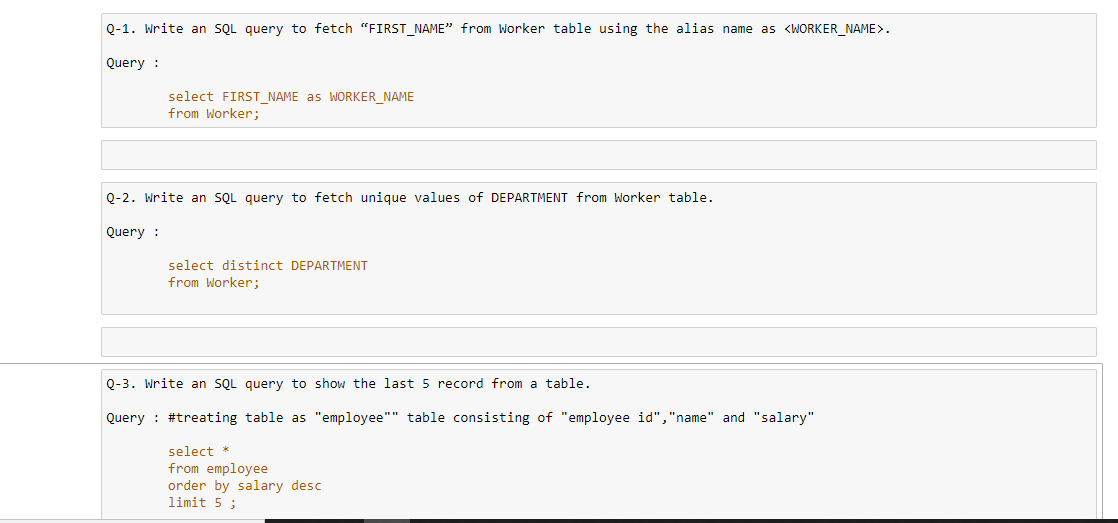 Q-1. Write an SQL query to fetch “FIRST_NAME” from Worker table using the alias name as <WORKER_NAME>.
Query :
select FIRST_NAME as WORKER_NAME
from Worker;
Q-2. Write an SQL query to fetch unique values of DEPARTMENT from Worker table.
Query :
select distinct DEPARTMENT
from Worker;
Q-3. Write an SQL query to show the last 5 record from a table.
Query : #treating table as "employee"" table consisting of "employee id","name" and "salary"
select *
from employee
order by salary desc
limit 5 ;